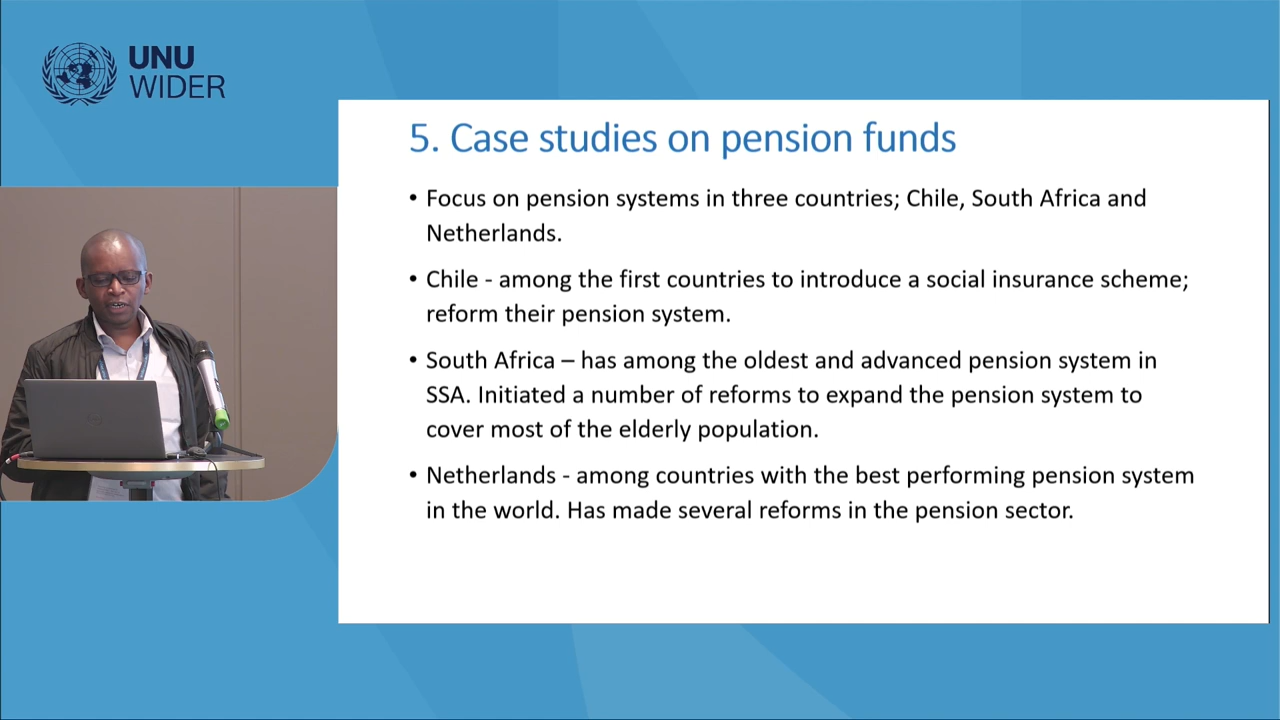 UNU
WIDER
5. Case studies on pension funds
• Focus on pension systems in three countries; Chile, South Africa and
Netherlands.
• Chile - among the first countries to introduce a social insurance scheme;
reform their pension system.
• South Africa – has among the oldest and advanced pension system in
SSA. Initiated a number of reforms to expand the pension system to
cover most of the elderly population.
• Netherlands - among countries with the best performing pension system
in the world. Has made several reforms in the pension sector.